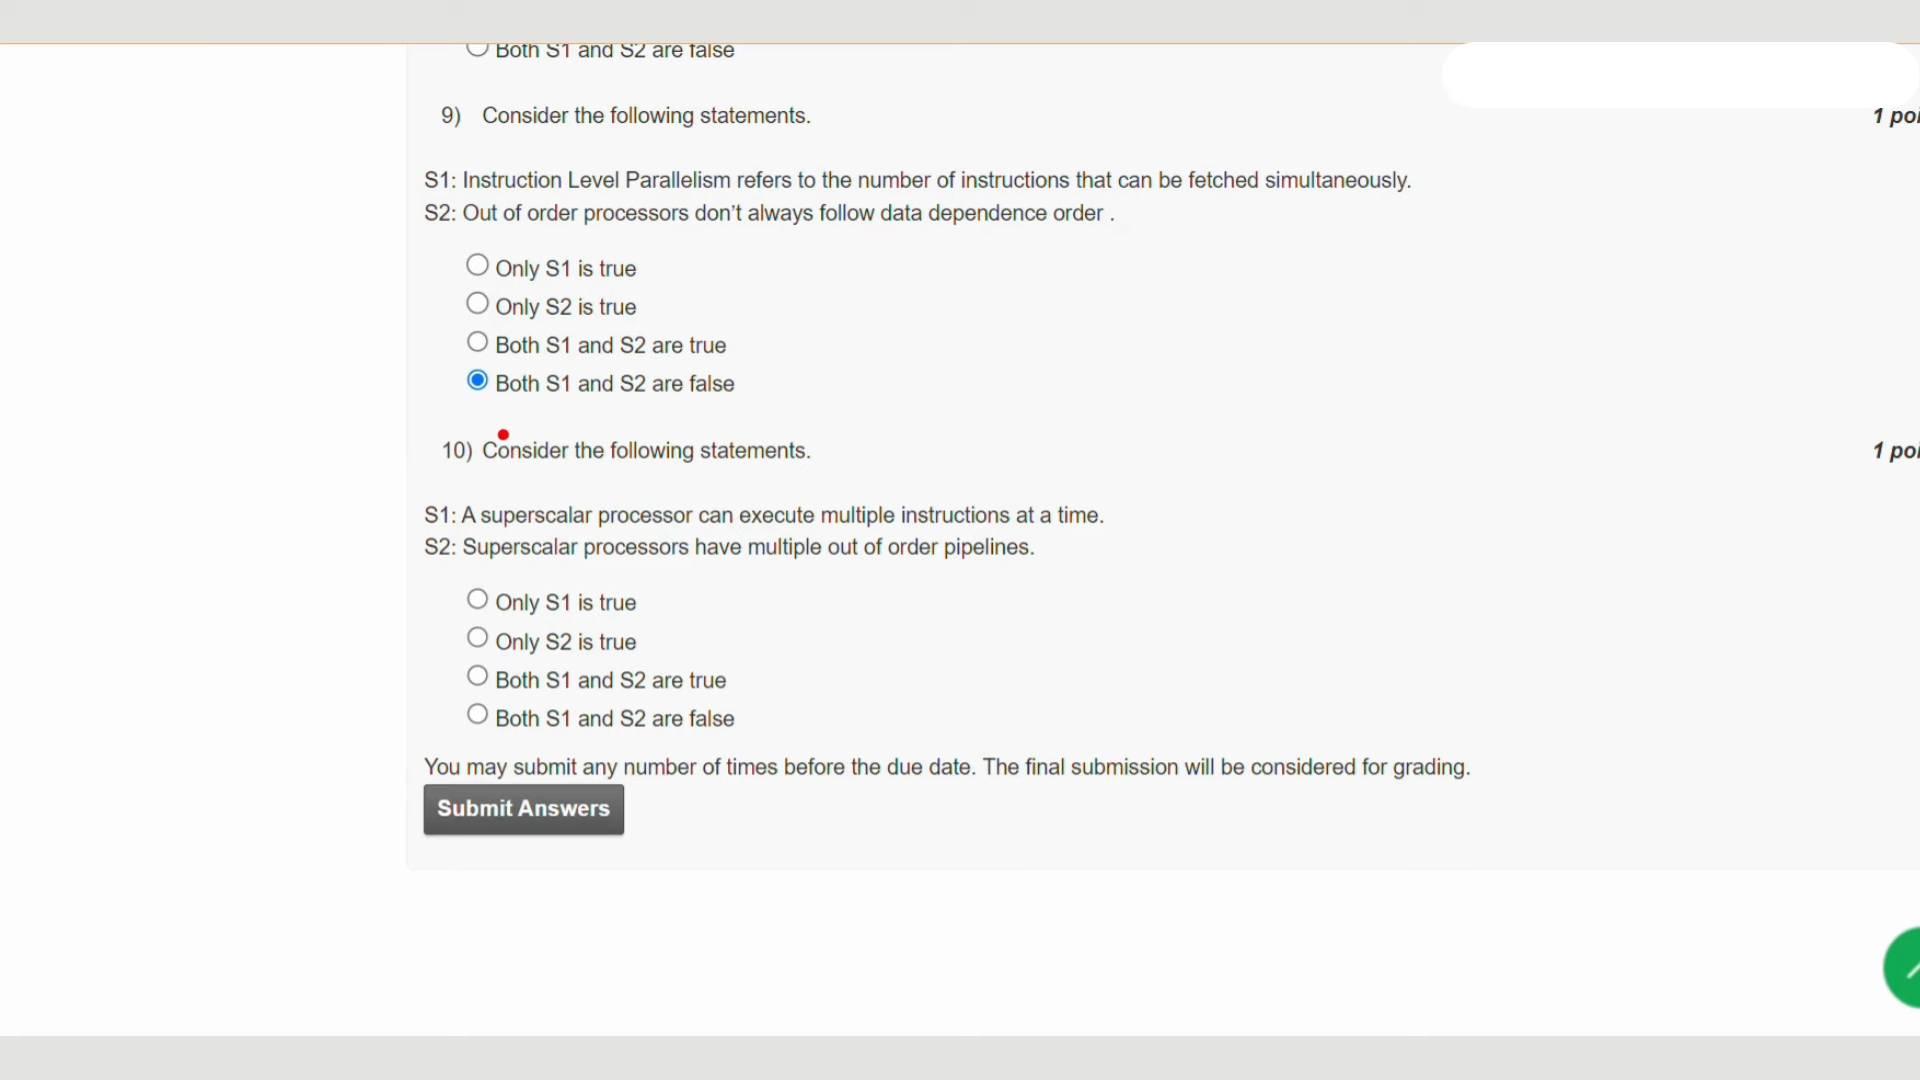 Both S1 and S2 are false
9) Consider the following statements.
1 poi
S1: Instruction Level Parallelism refers to the number of instructions that can be fetched simultaneously.
S2: Out of order processors don’t always follow data dependence order .
Only S1 is true
Only S2 is true
Both S1 and S2 are true
Both S1 and S2 are false
10) Consider the following statements.
1 poi
S1: A superscalar processor can execute multiple instructions at a time.
S2: Superscalar processors have multiple out of order pipelines.
Only S1 is true
Only S2 is true
Both S1 and S2 are true
Both S1 and S2 are false
You may submit any number of times before the due date. The final submission will be considered for grading.
Submit Answers